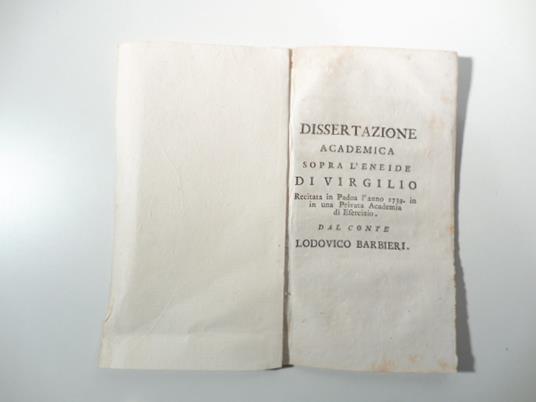 DISSERTAZIONE
ACADEMICA
SOPRA L'ENEIDE
DI VIRGILIO
Recitata in Padoa l'anno 1739. in
in una Privata Academia
di Esercizio.
DAL CONTE
LODOVICO BARBIERI.